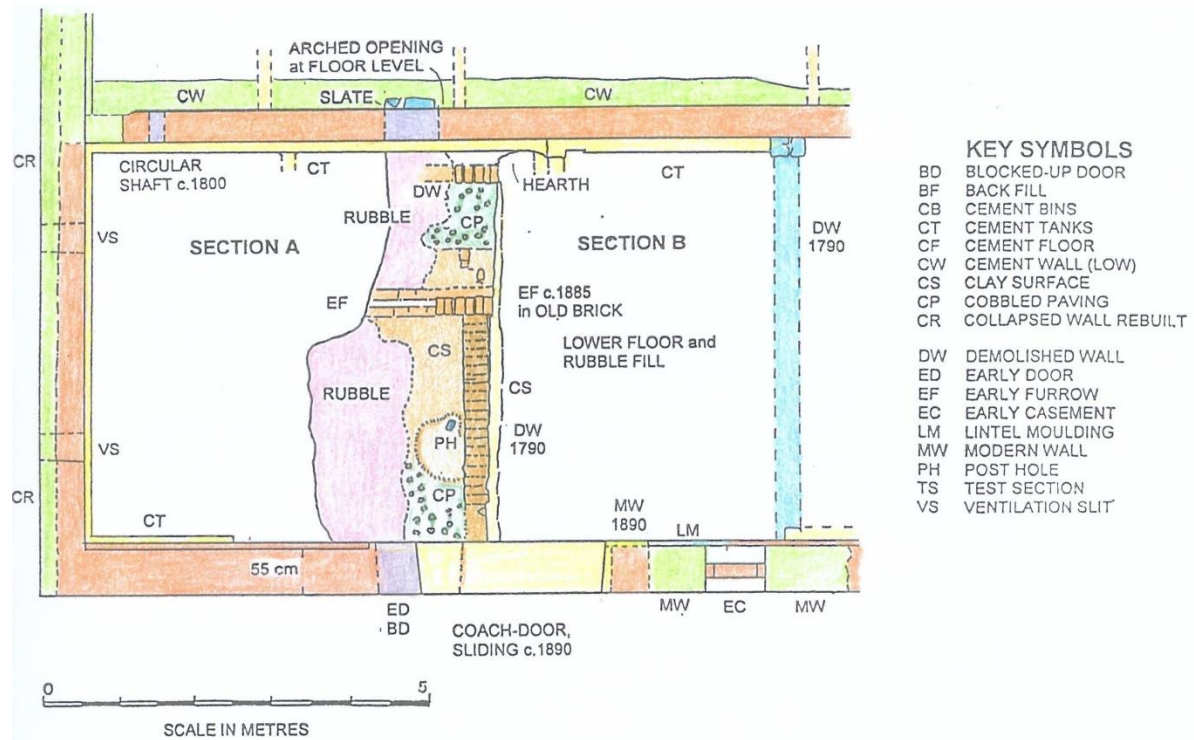 ARCHED OPENING
at FLOOR LEVEL
CW
SLATE
CW
CR
CIRCULAR
SHAFT c.1800
CT
DW
HEARTH
CT
RUBBLE
CP
VS
SECTION A
SECTION B
DW
1790
EF
EF c.1885
in OLD BRICK
LOWER FLOOR and
RUBBLE FILL
CS
CS
RUBBLE
PH
DW
1790
VS
CP
CR
CT
MW
1890
LM
55 cm
ED
BD
COACH-DOOR,
SLIDING c.1890
MW
EC
MW
0
5
SCALE IN METRES
KEY SYMBOLS
BD BLOCKED-UP DOOR
BF BACK FILL
CB CEMENT BINS
CT CEMENT TANKS
CF CEMENT FLOOR
CW CEMENT WALL (LOW)
CS CLAY SURFACE
CP COBBLED PAVING
CR COLLAPSED WALL REBUILT
DW DEMOLISHED WALL
ED EARLY DOOR
EF EARLY FURROW
EC EARLY CASEMENT
LM LINTEL MOULDING
MW MODERN WALL
PH POST HOLE
TS TEST SECTION
VS VENTILATION SLIT